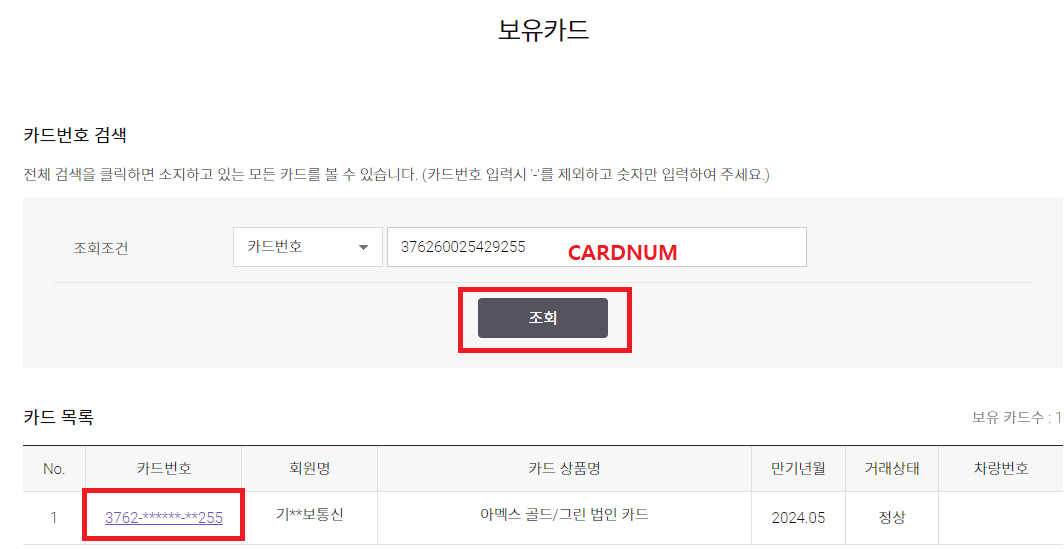 보유카드
카드번호 검색
전체 검색을 클릭하면 소지하고 있는 모든 카드를 볼 수 있습니다. (카드번호 입력시 '-'를 제외하고 숫자만 입력하여 주세요.)
조회조건 카드번호 376260025429255 CARDNUM
조회
카드 목록 보유 카드수 : 1
No. 카드번호 회원명 카드 상품명 만기년월 거래상태 차량번호
1 3762-******-**255 기**보통신 아멕스 골드/그린 법인 카드 2024.05 정상